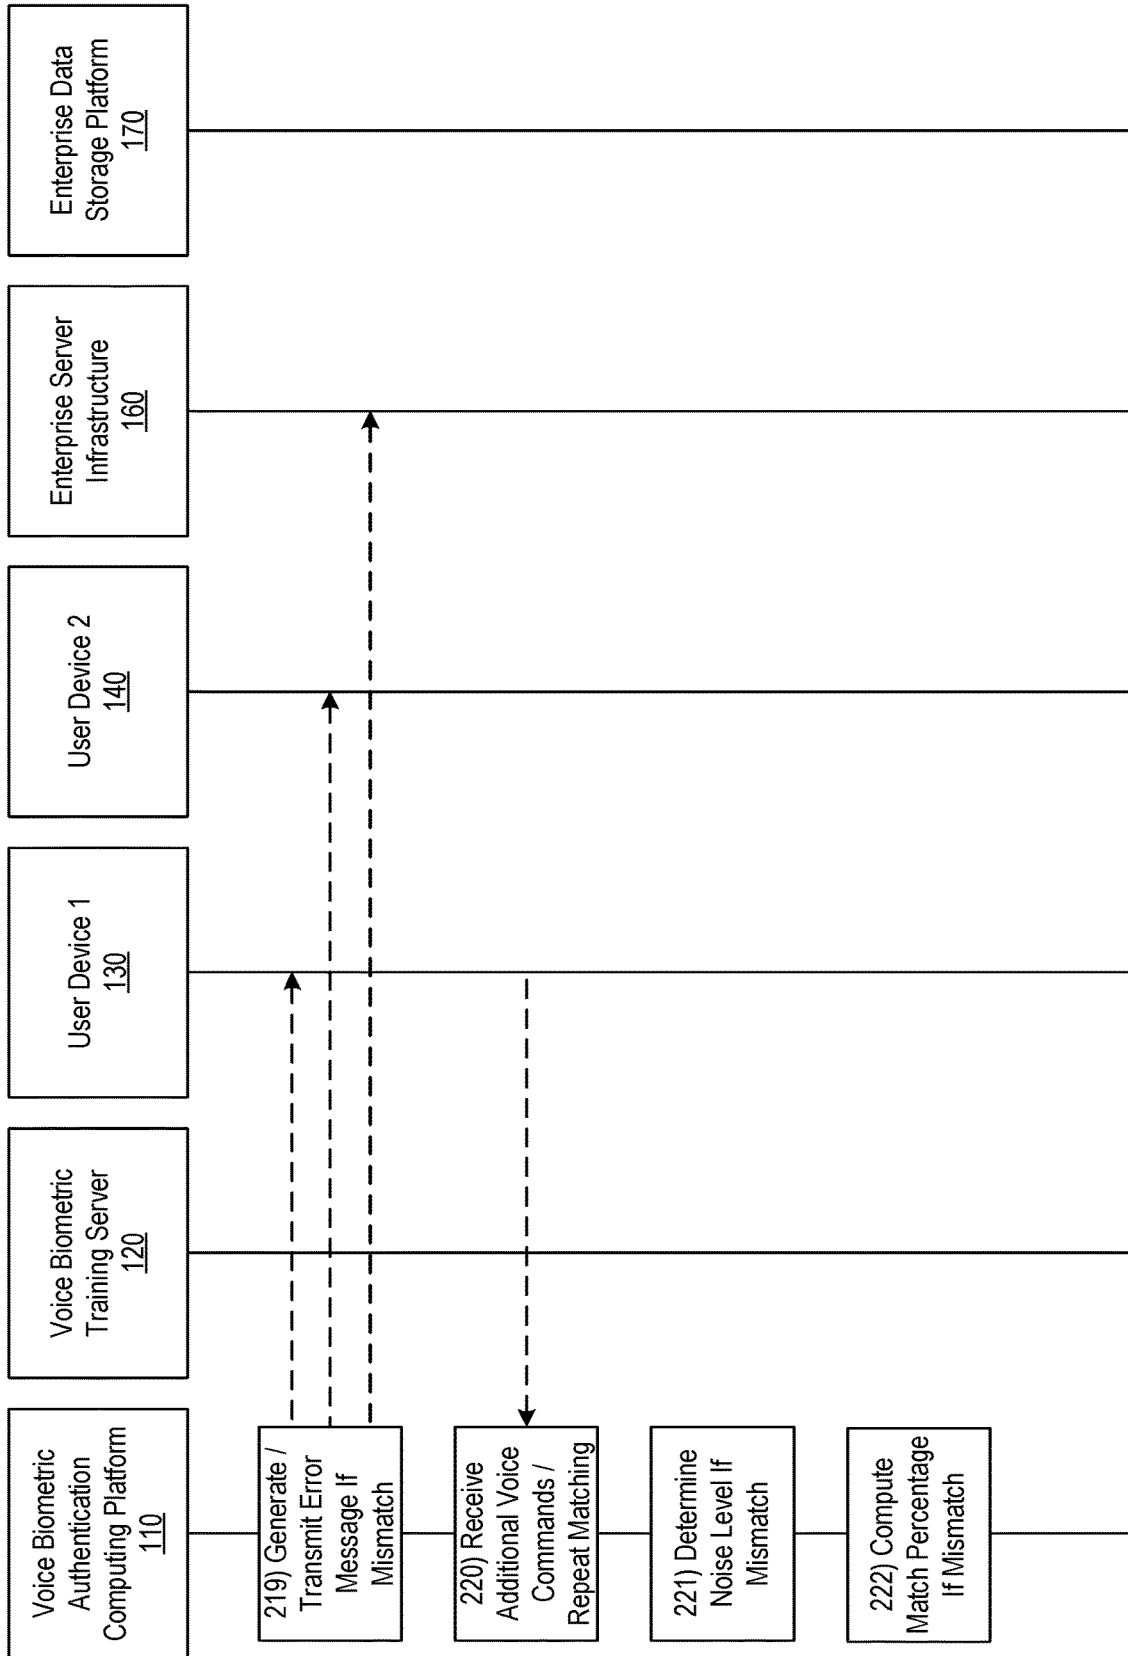 Voice Biometric
Authentication
Computing Platform
110
Voice Biometric
Training Server
120
User Device 1
130
User Device 2
140
Enterprise Server
Infrastructure
160
Enterprise Data
Storage Platform
170
219) Generate /
Transmit Error
Message If
Mismatch
220) Receive
Additional Voice
Commands /
Repeat Matching
221) Determine
Noise Level If
Mismatch
222) Compute
Match Percentage
If Mismatch